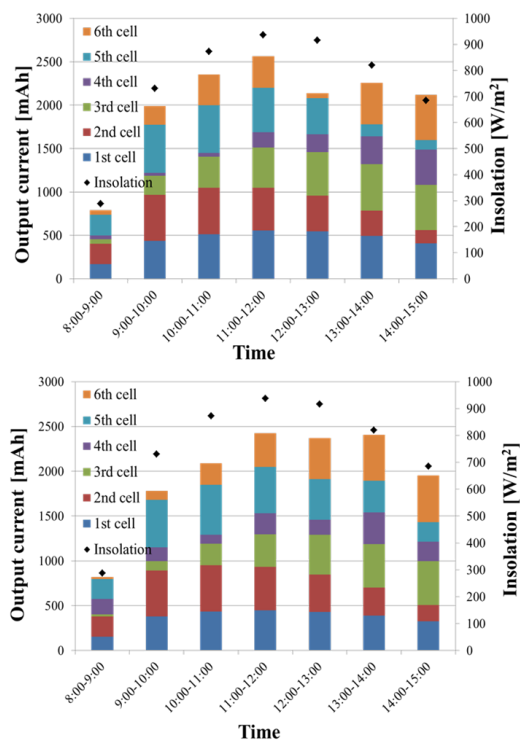 3000
2500
2000
1500
1000
500
0
Output current [mAh]
6th cell
5th cell
4th cell
3rd cell
2nd cell
1st cell
Insolation
1000
900
800
700
600
500
400
300
200
100
0
Insolation [W/m²]
8:00-9:00
9:00-10:00
10:00-11:00
11:00-12:00
12:00-13:00
13:00-14:00
14:00-15:00
Time
3000
2500
2000
1500
1000
500
0
Output current [mAh]
6th cell
5th cell
4th cell
3rd cell
2nd cell
1st cell
Insolation
1000
900
800
700
600
500
400
300
200
100
0
Insolation [W/m²]
8:00-9:00
9:00-10:00
10:00-11:00
11:00-12:00
12:00-13:00
13:00-14:00
14:00-15:00
Time